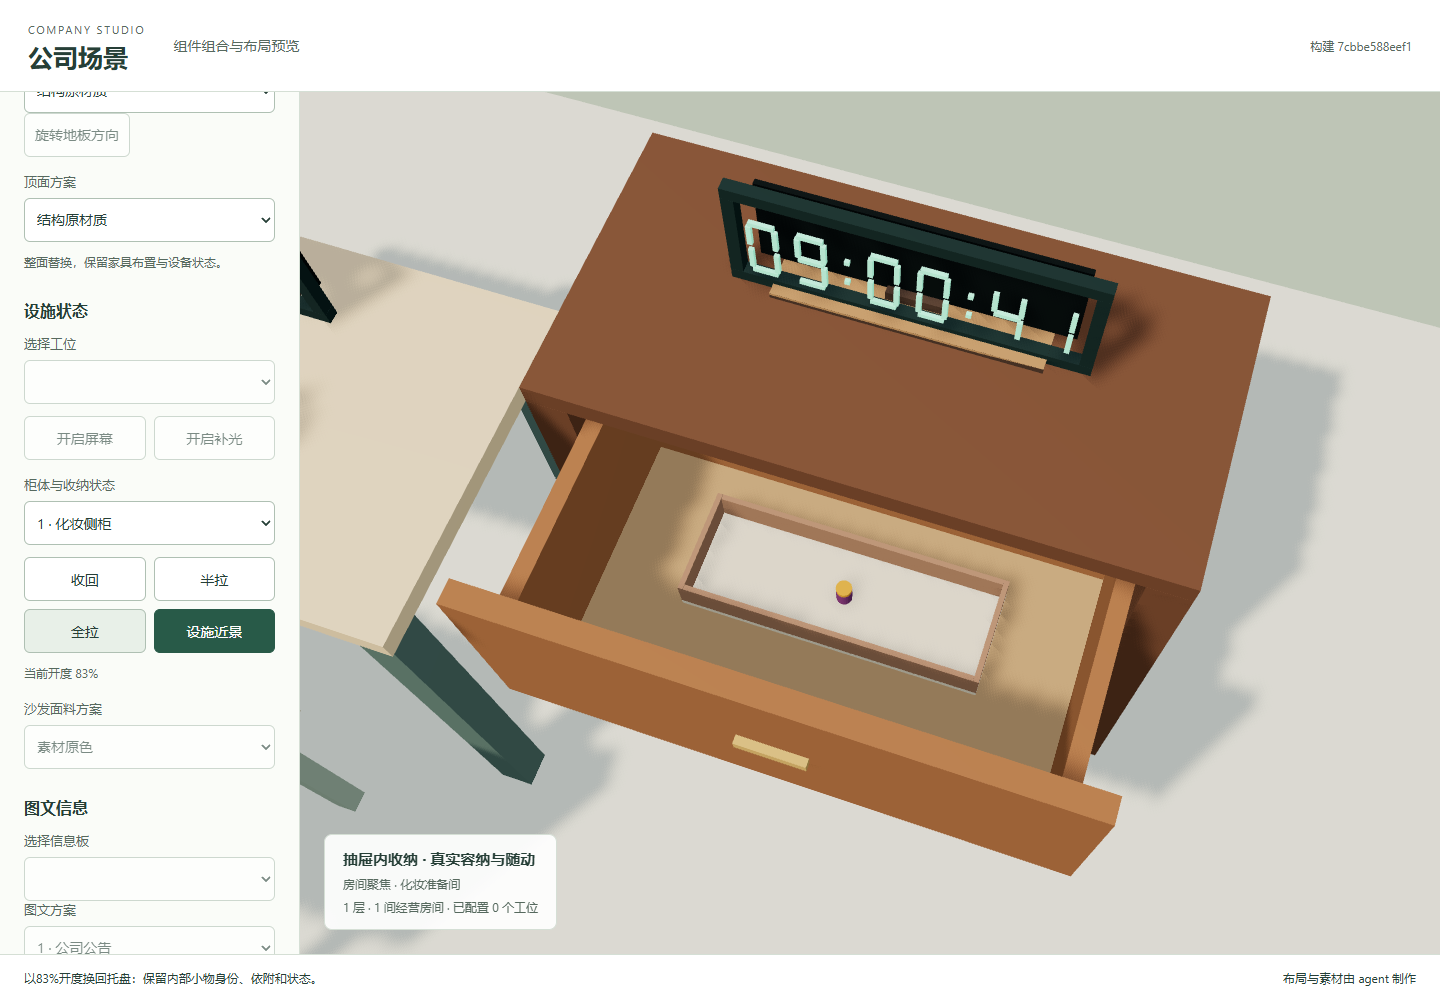 COMPANY STUDIO
公司场景
组件组合与布局预览
构建 7cbbe588eef1
结构原材质
旋转地板方向
顶面方案
结构原材质
整面替换，保留家具布置与设备状态。
设施状态
选择工位
开启屏幕
开启补光
柜体与收纳状态
1 · 化妆侧柜
收回
半拉
全拉
设施近景
当前开度 83%
沙发面料方案
素材原色
图文信息
选择信息板
图文方案
1 · 公司公告
09:00:41
抽屉内收纳 · 真实容纳与随动
房间聚焦 · 化妆准备间
1 层 · 1 间经营房间 · 已配置 0 个工位
以83%开度换回托盘：保留内部小物身份、依附和状态。
布局与素材由 agent 制作